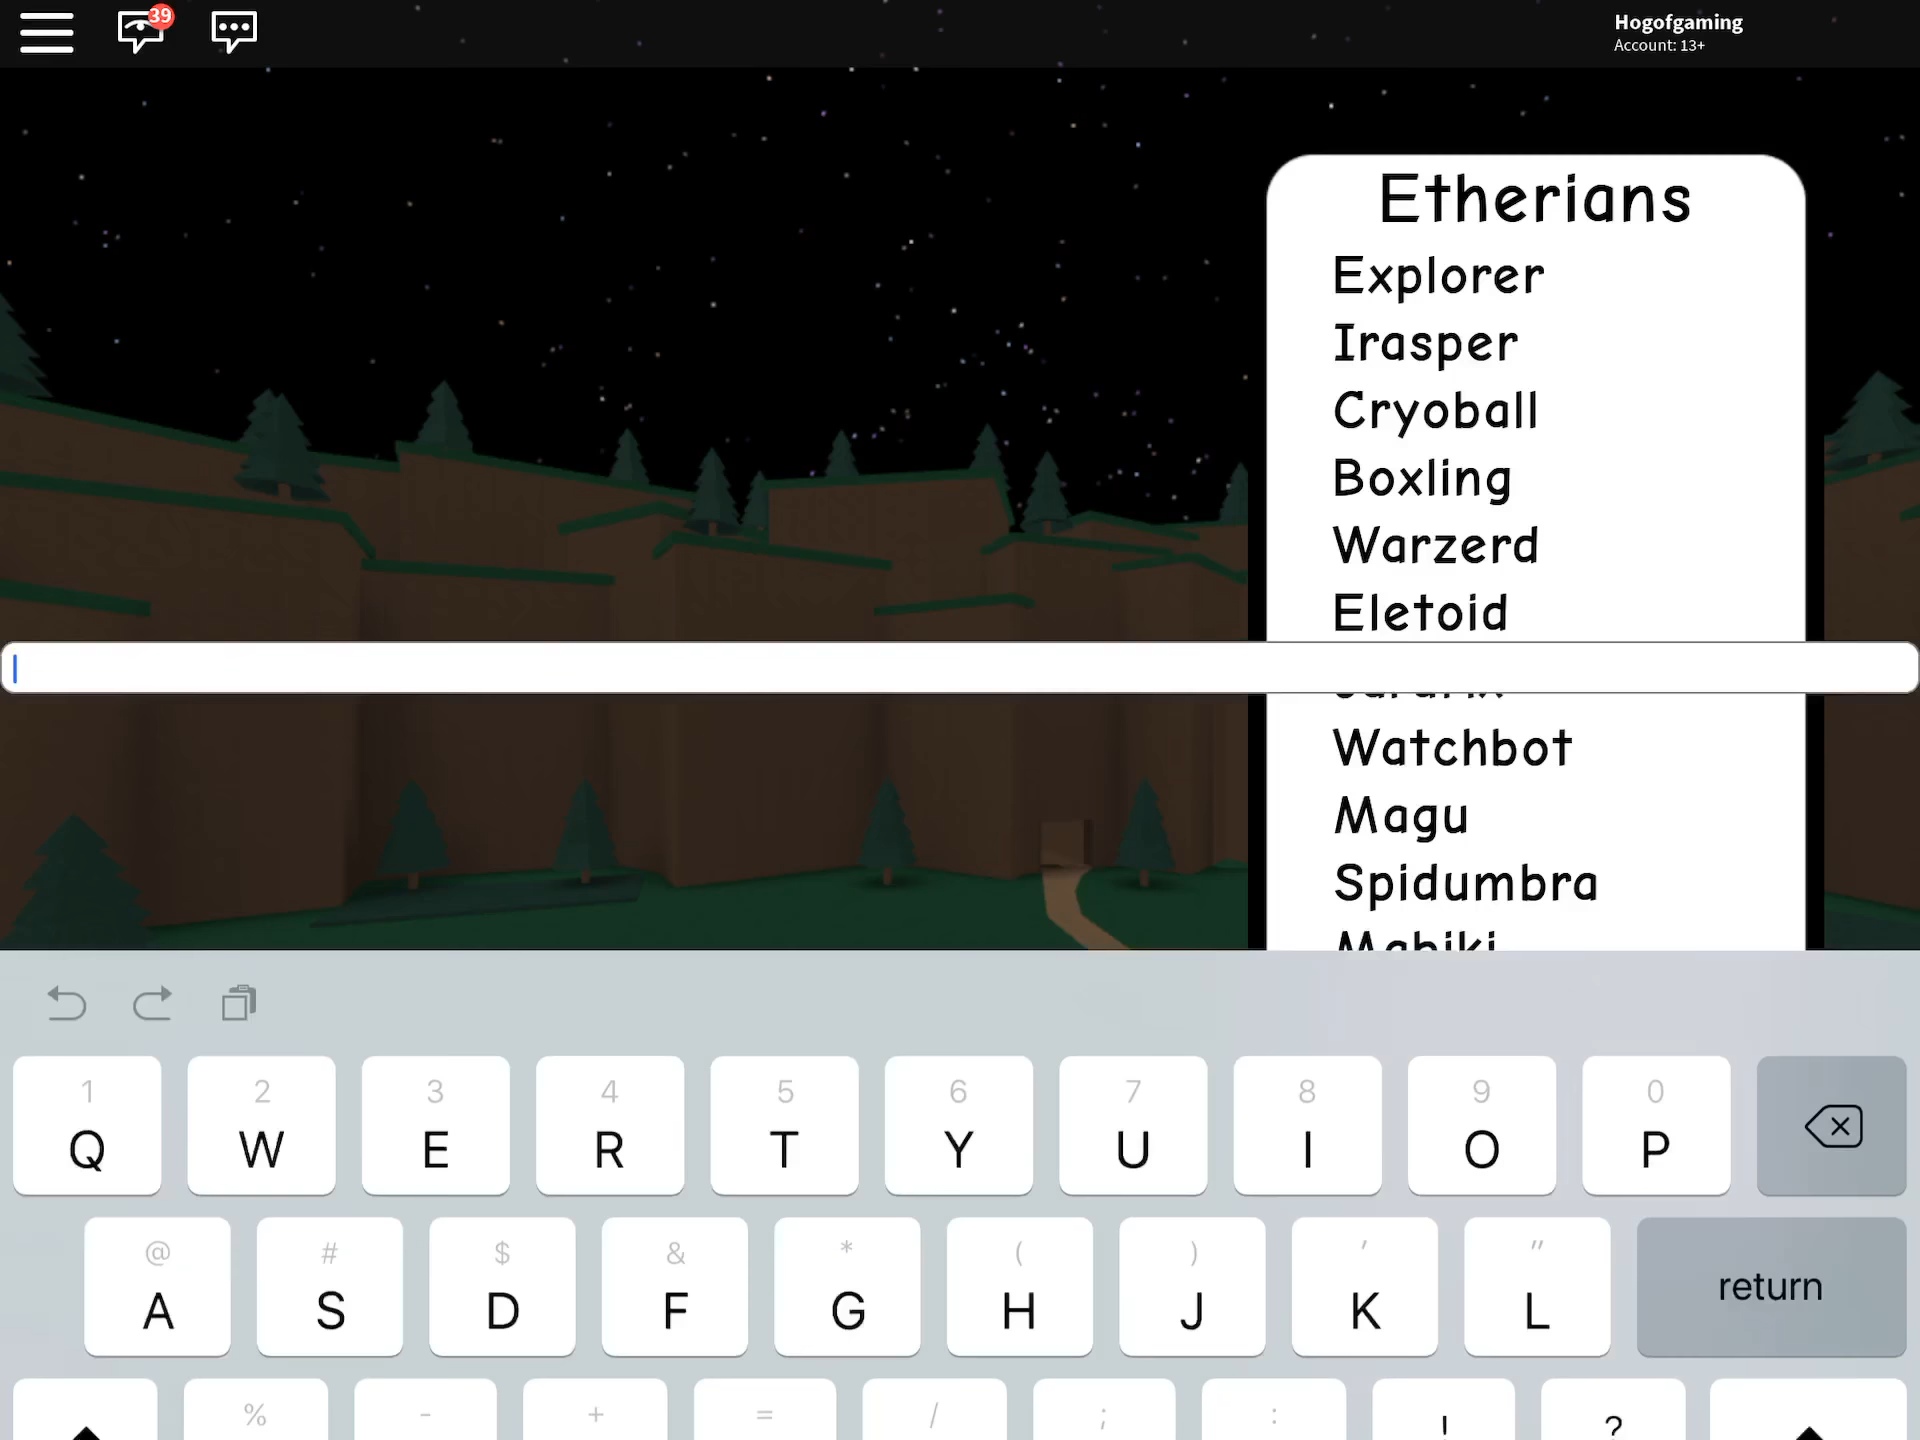 39
Hogofgaming
Account: 13+
Etherians
Explorer
Irasper
Cryoball
Boxling
Warzerd
Eletoid
Watchbot
Magu
Spidumbra
1 2 3 4 5 6 7 8 9 0
Q W E R T Y U I O P
@ # $ & * ( ) ' "
A S D F G H J K L return
% - + = / ; : ! ?